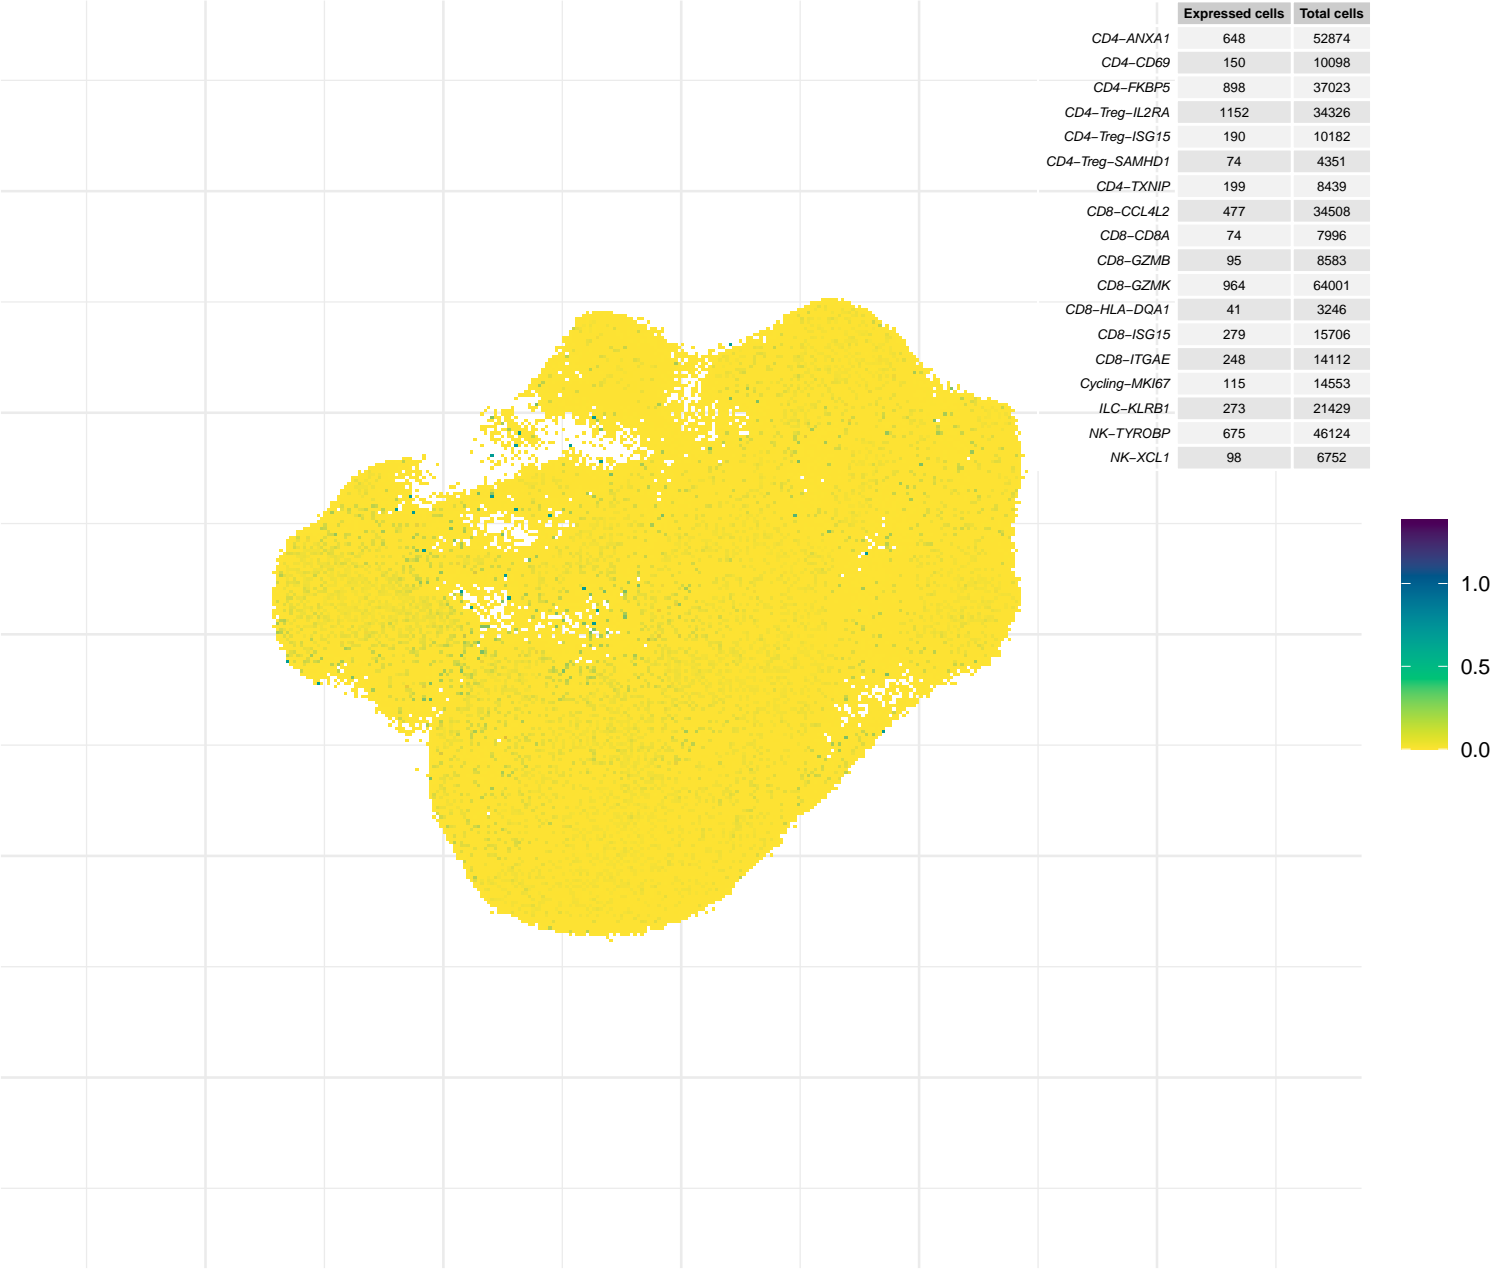 Expressed cells Total cells
CD4−ANXA1 648 52874
CD4−CD69 150 10098
CD4−FKBP5 898 37023
CD4−Treg−IL2RA 1152 34326
CD4−Treg−ISG15 190 10182
CD4−Treg−SAMHD1 74 4351
CD4−TXNIP 199 8439
CD8−CCL4L2 477 34508
CD8−CD8A 74 7996
CD8−GZMB 95 8583
CD8−GZMK 964 64001
CD8−HLA−DQA1 41 3246
CD8−ISG15 279 15706
CD8−ITGAE 248 14112
Cycling−MKI67 115 14553
ILC−KLRB1 273 21429
NK−TYROBP 675 46124
NK−XCL1 98 6752
1.0
0.5
0.0